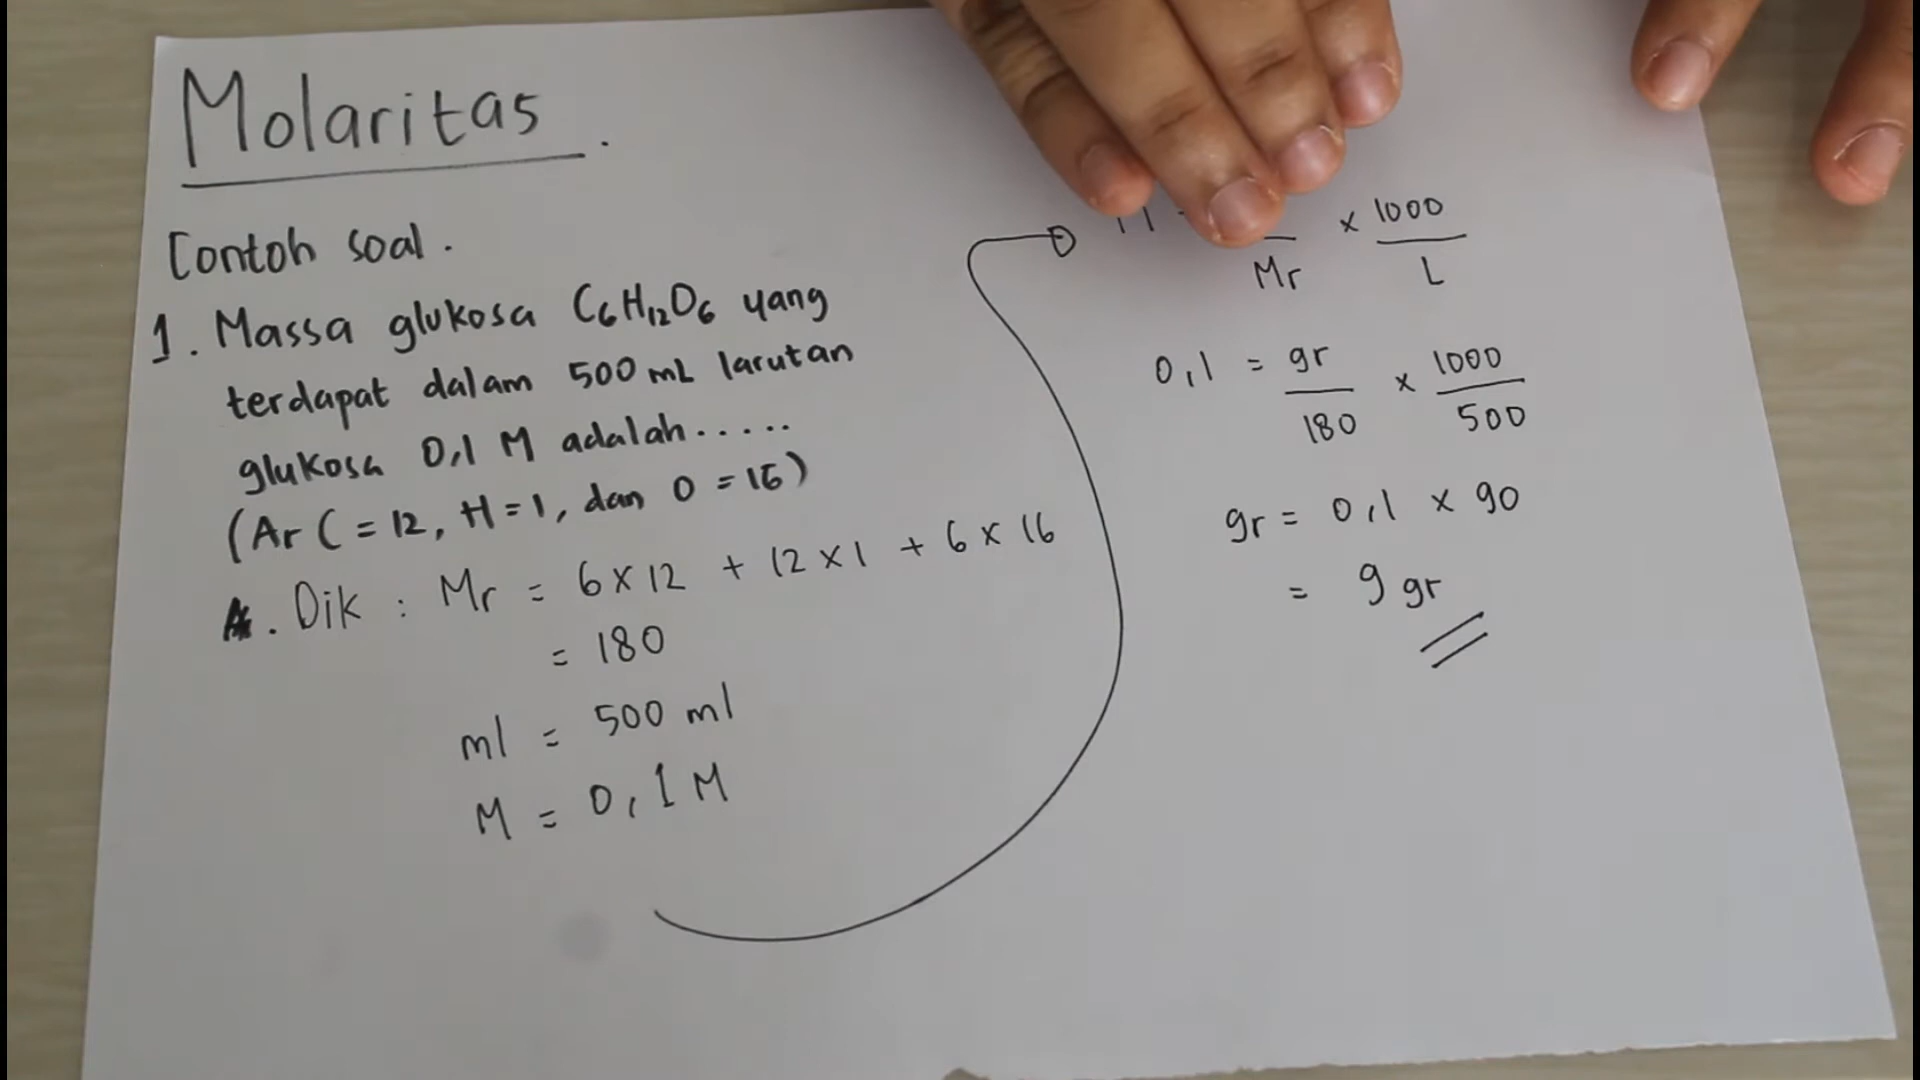 Molaritas.
Contoh soal.
1. Massa glukosa C₆H₁₂O₆ yang
terdapat dalam 500 mL larutan
glukosa 0,1 M adalah.....
(Ar C = 12, H = 1, dan O = 16)
A. Dik : Mr = 6 x 12 + 12 x 1 + 6 x 16
= 180
ml = 500 ml
M = 0,1 M
x 1000
Mr L
0,1 = gr x 1000
180 500
gr = 0,1 x 90
= 9 gr